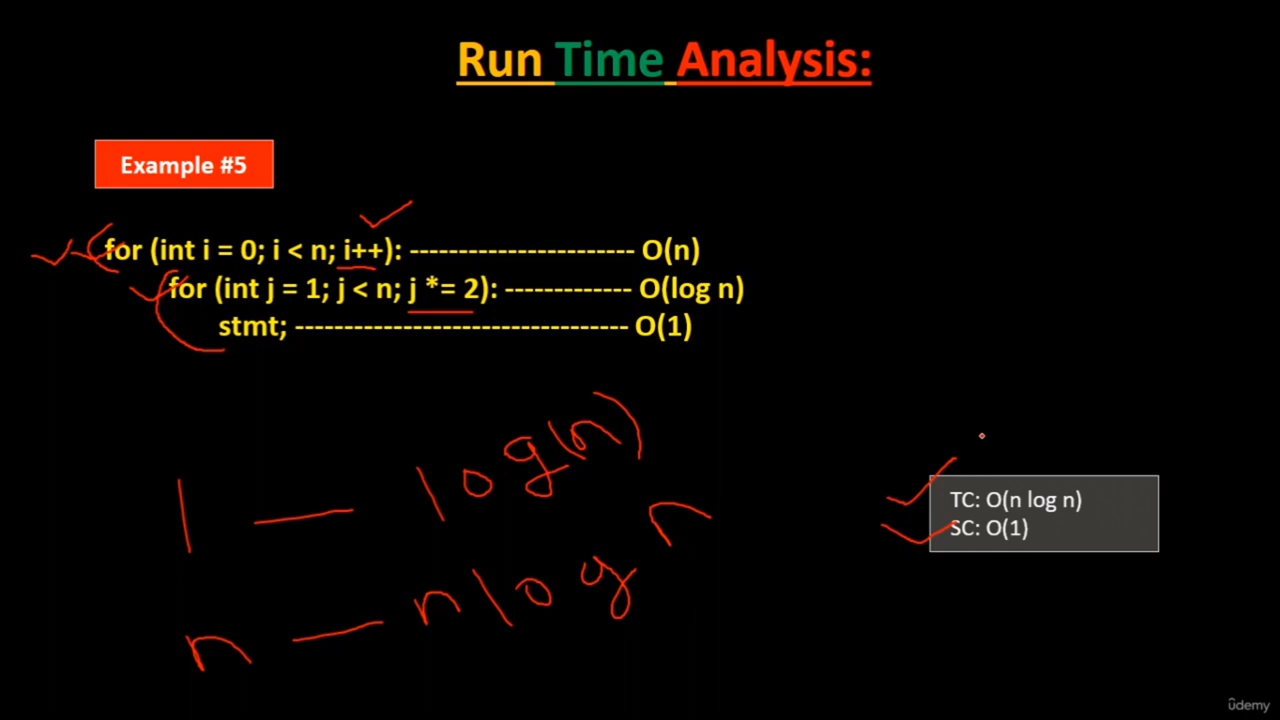 Run Time Analysis:
Example #5
for (int i = 0; i < n; i++): ----------------------- O(n)
for (int j = 1; j < n; j *= 2): ------------- O(log n)
stmt; ---------------------------------- O(1)
1 — log(n)
n — n log n
TC: O(n log n)
SC: O(1)
ûdemy